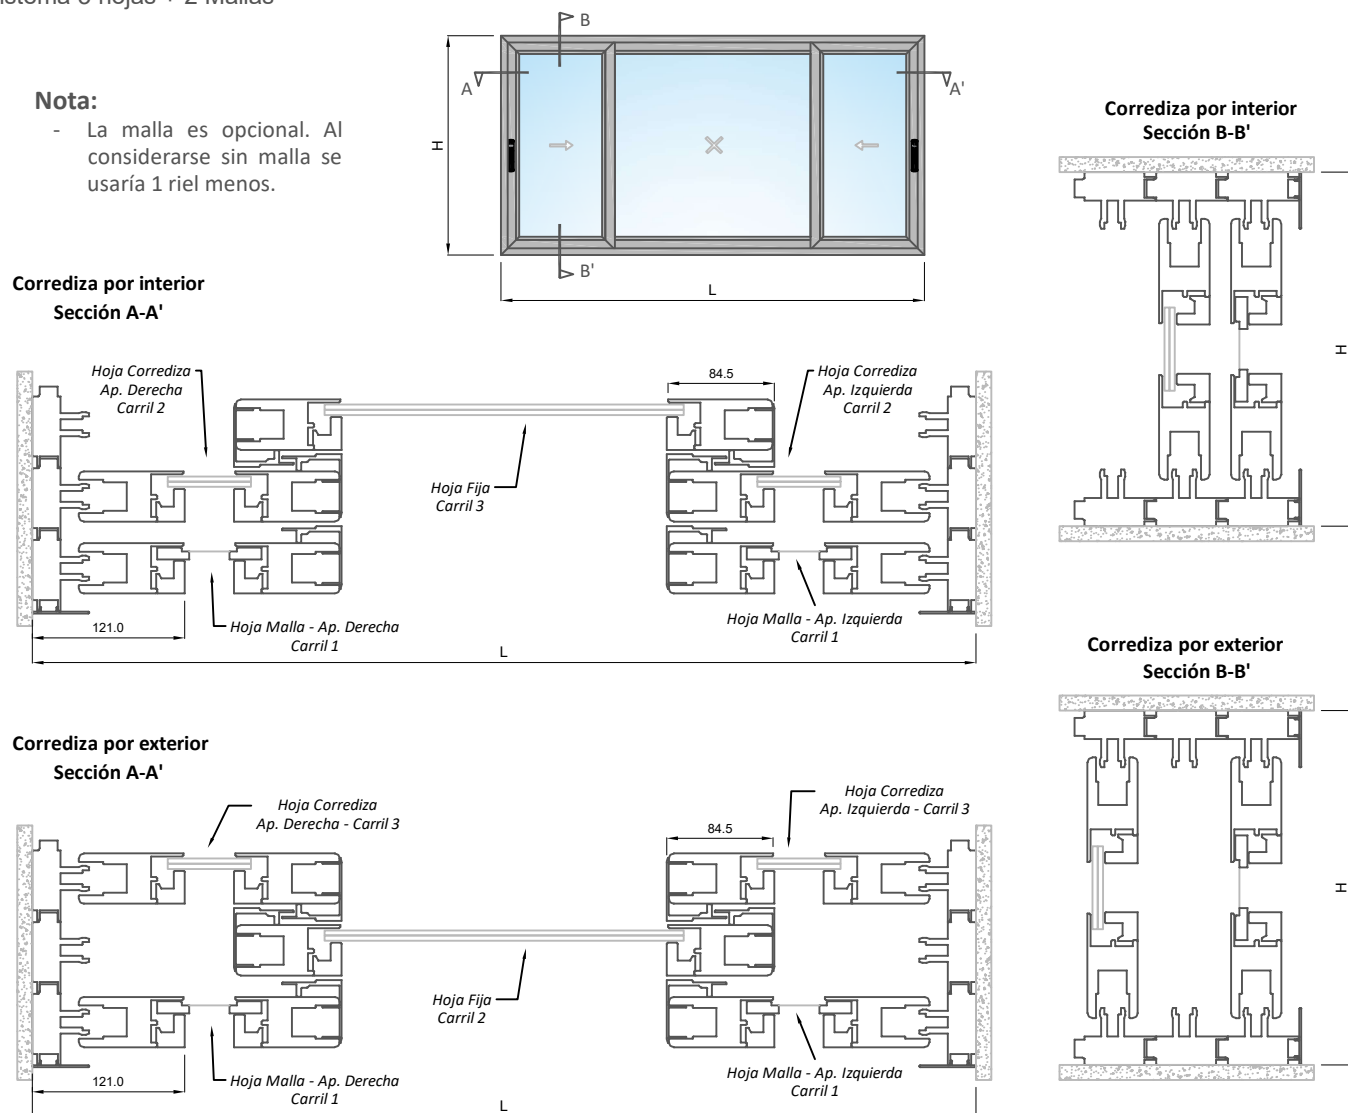 3 hojas + 2 Mallas
Nota:
- La malla es opcional. Al
considerarse sin malla se
usaría 1 riel menos.
B
A
A'
H
B'
L
Corrediza por interior
Sección B-B'
H
Corrediza por interior
Sección A-A'
Hoja Corrediza
Ap. Derecha
Carril 2
84.5
Hoja Corrediza
Ap. Izquierda
Carril 2
Hoja Fija
Carril 3
121.0
Hoja Malla - Ap. Derecha
Carril 1
Hoja Malla - Ap. Izquierda
Carril 1
L
Corrediza por exterior
Sección B-B'
H
Corrediza por exterior
Sección A-A'
Hoja Corrediza
Ap. Derecha - Carril 3
84.5
Hoja Corrediza
Ap. Izquierda - Carril 3
Hoja Fija
Carril 2
121.0
Hoja Malla - Ap. Derecha
Carril 1
Hoja Malla - Ap. Izquierda
Carril 1
L